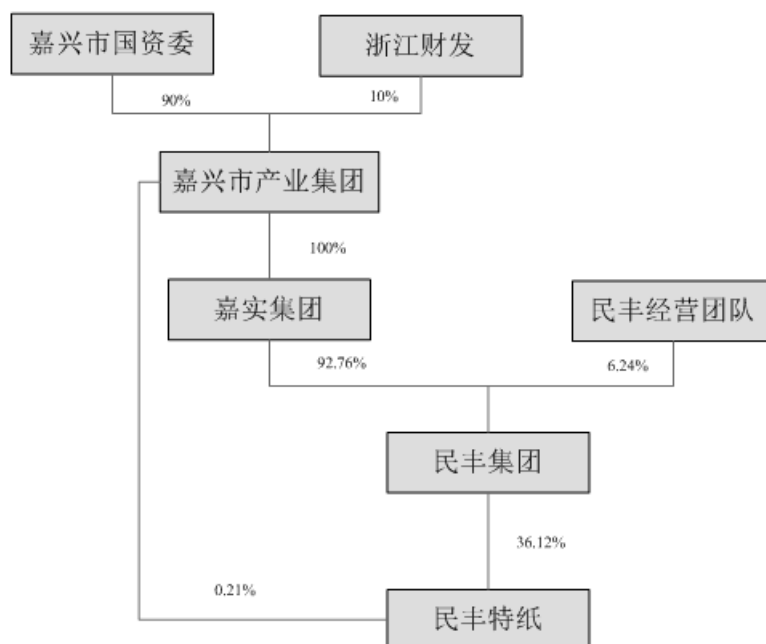 嘉兴市国资委
浙江财发
90%
10%
嘉兴市产业集团
100%
嘉实集团
民丰经营团队
92.76%
6.24%
民丰集团
36.12%
0.21%
民丰特纸